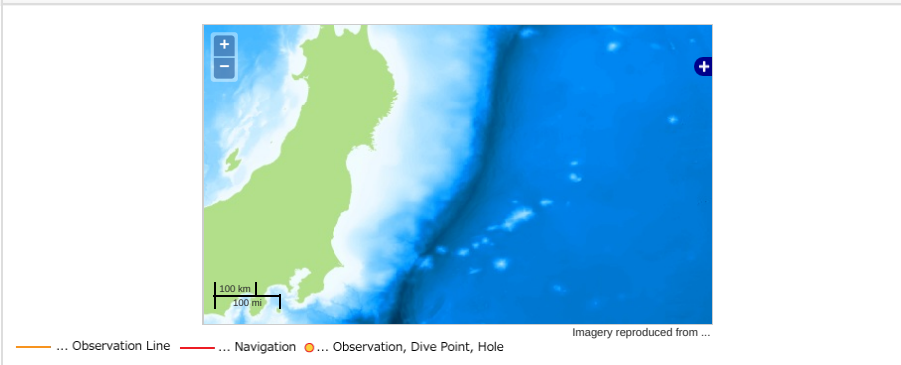 +
−
+
100 km
100 mi
Imagery reproduced from ...
... Observation Line ... Navigation ... Observation, Dive Point, Hole